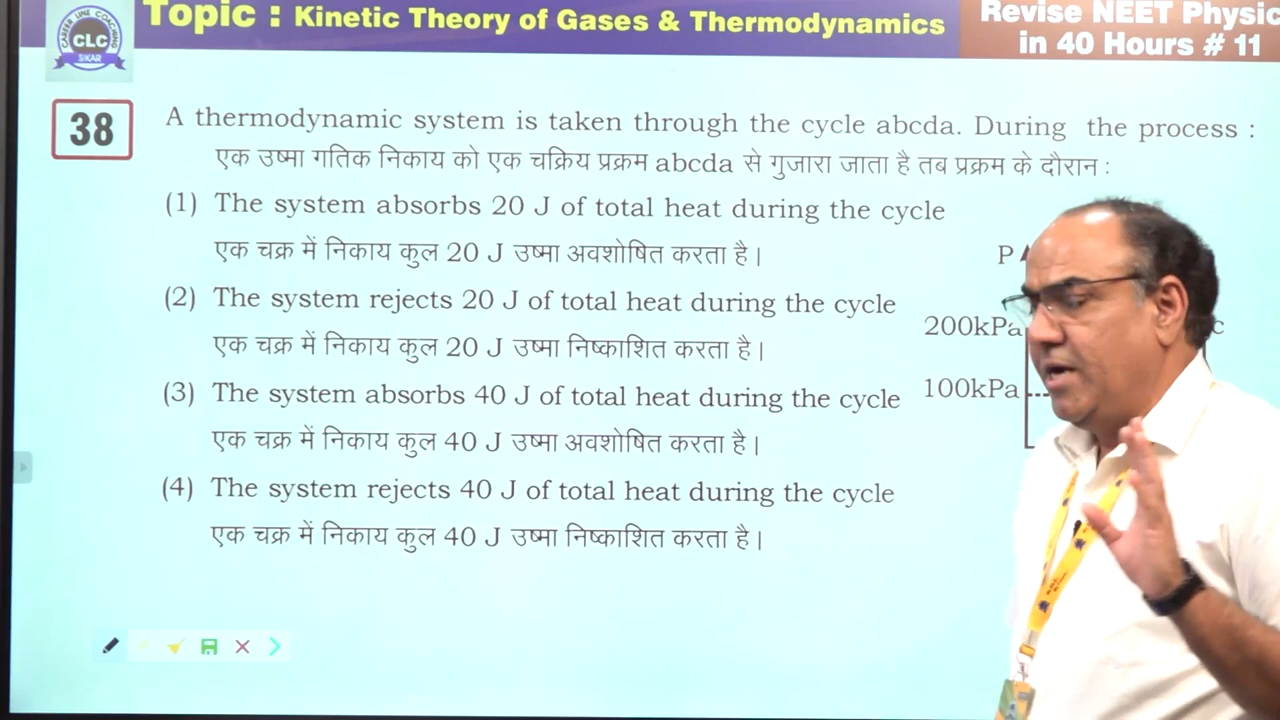 Topic : Kinetic Theory of Gases & Thermodynamics
Revise NEET Physic
in 40 Hours # 11
CAREER LINE COACHING
CLC
SIKAR
38
A thermodynamic system is taken through the cycle abcda. During the process :
एक उष्मा गतिक निकाय को एक चक्रिय प्रक्रम abcda से गुजारा जाता है तब प्रक्रम के दौरान :
(1) The system absorbs 20 J of total heat during the cycle
एक चक्र में निकाय कुल 20 J उष्मा अवशोषित करता है।
(2) The system rejects 20 J of total heat during the cycle
एक चक्र में निकाय कुल 20 J उष्मा निष्काशित करता है।
(3) The system absorbs 40 J of total heat during the cycle
एक चक्र में निकाय कुल 40 J उष्मा अवशोषित करता है।
(4) The system rejects 40 J of total heat during the cycle
एक चक्र में निकाय कुल 40 J उष्मा निष्काशित करता है।
P
200kPa
c
100kPa